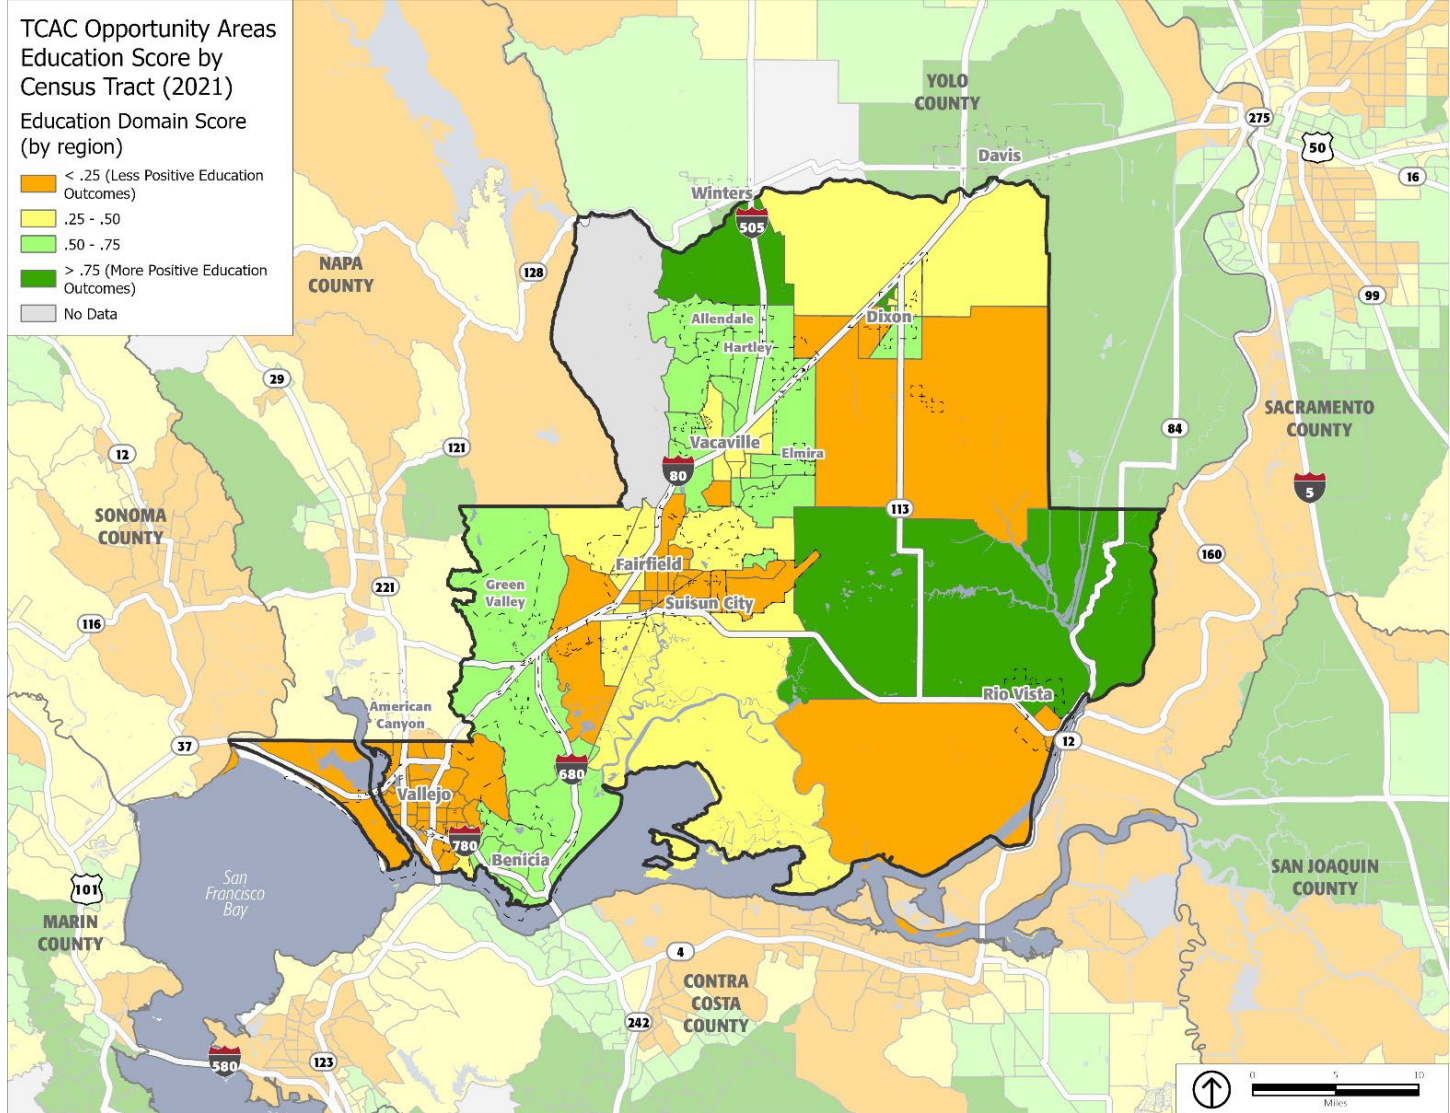 TCAC Opportunity Areas
Education Score by
Census Tract (2021)
Education Domain Score
(by region)
< .25 (Less Positive Education
Outcomes)
.25 - .50
.50 - .75
> .75 (More Positive Education
Outcomes)
No Data
YOLO
COUNTY
275
50
Davis
16
Winters
505
NAPA
COUNTY
128
99
Allendale
Dixon
Hartley
29
SACRAMENTO
COUNTY
84
121
12
Vacaville
Elmira
80
5
SONOMA
COUNTY
113
160
Fairfield
221
Green
Valley
Suisun City
116
Rio Vista
American
Canyon
37
12
680
Vallejo
780
Benicia
SAN JOAQUIN
COUNTY
San
Francisco
Bay
101
MARIN
COUNTY
4
CONTRA
COSTA
COUNTY
242
580
123
0 5 10
Miles